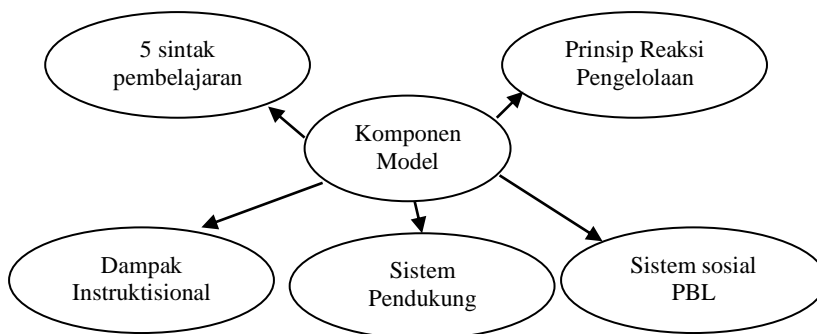 5 sintak
pembelajaran
Prinsip Reaksi
Pengelolaan
Komponen
Model
Dampak
Instruktisional
Sistem
Pendukung
Sistem sosial
PBL